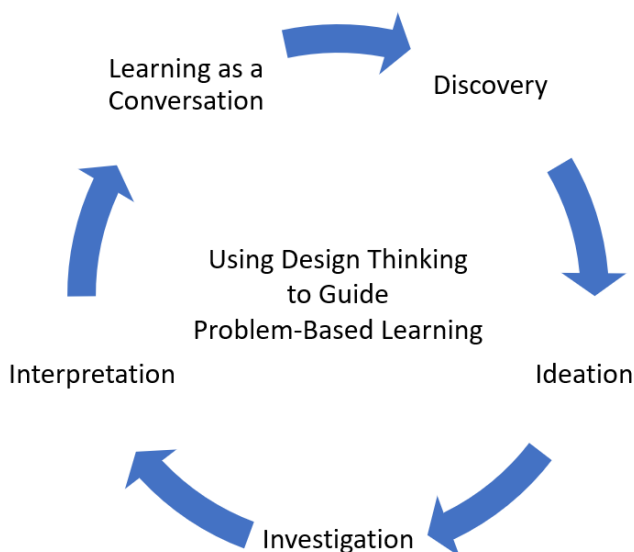 Learning as a
Conversation
Discovery
Using Design Thinking
to Guide
Problem-Based Learning
Interpretation
Ideation
Investigation